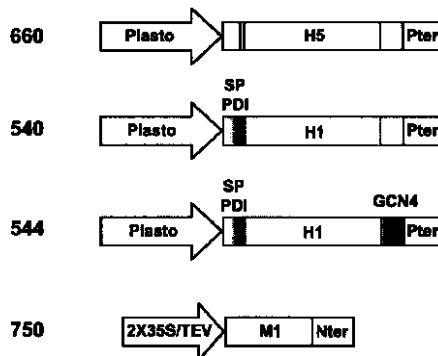 660 Plasto H5 Pter
SP
PDI
540 Plasto H1 Pter
SP
PDI GCN4
544 Plasto H1 Pter
750 2X35S/TEV M1 Nter